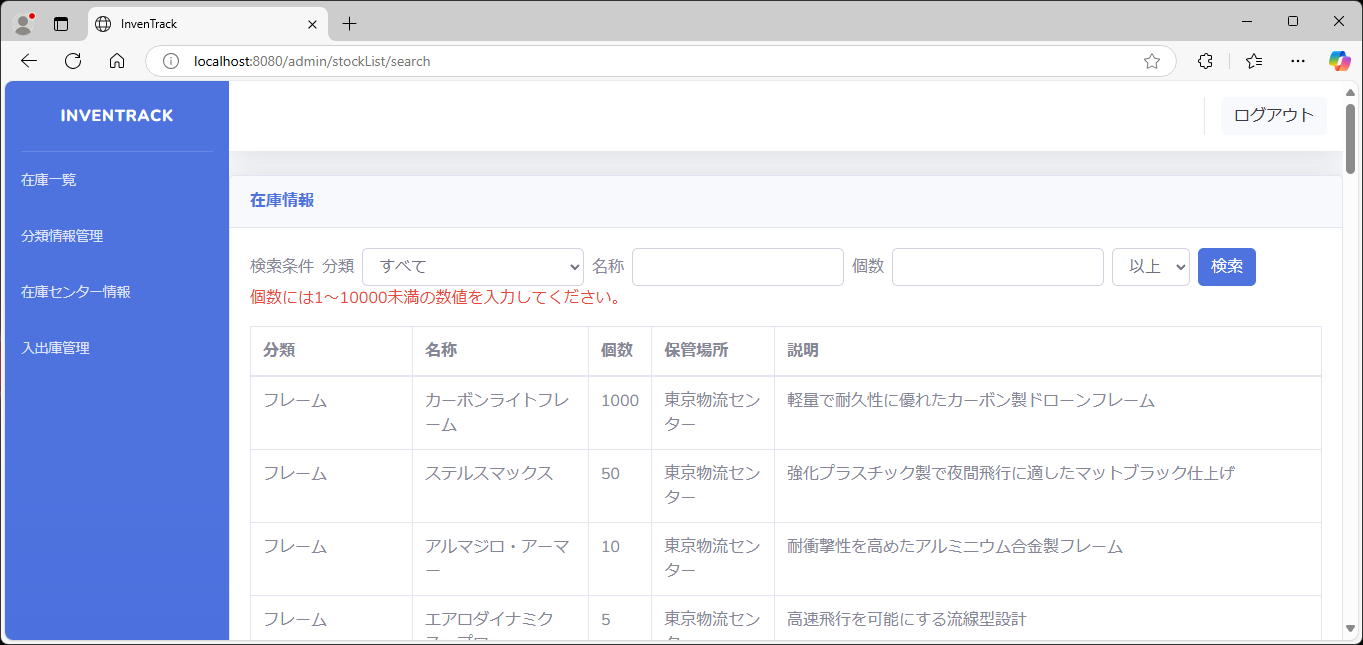 InvenTrack
localhost:8080/admin/stockList/search
INVENTRACK
ログアウト
在庫一覧
分類情報管理
在庫センター情報
入出庫管理
在庫情報
検索条件 分類 すべて 名称 個数 以上 検索
個数には1～10000未満の数値を入力してください。
分類 名称 個数 保管場所 説明
フレーム カーボンライトフレ 1000 東京物流セン 軽量で耐久性に優れたカーボン製ドローンフレーム
ーム ター
フレーム ステルスマックス 50 東京物流セン 強化プラスチック製で夜間飛行に適したマットブラック仕上げ
ター
フレーム アルマジロ・アーマ 10 東京物流セン 耐衝撃性を高めたアルミニウム合金製フレーム
ー ター
フレーム エアロダイナミク 5 東京物流セン 高速飛行を可能にする流線型設計